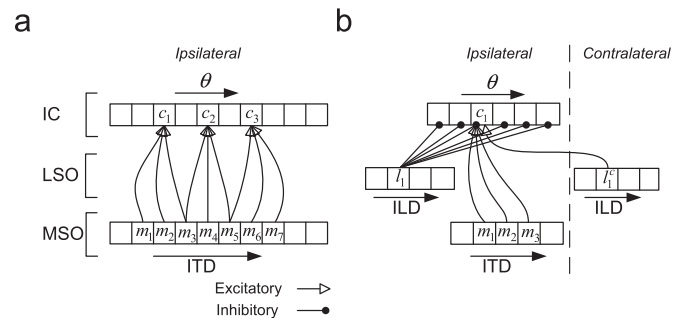 a
Ipsilateral
θ
IC
c₁ c₂ c₃
LSO
MSO
m₁ m₂ m₃ m₄ m₅ m₆ m₇
ITD
Excitatory
Inhibitory
b
Ipsilateral Contralateral
θ
c₁
l₁ l₁ᶜ
ILD ILD
m₁ m₂ m₃
ITD